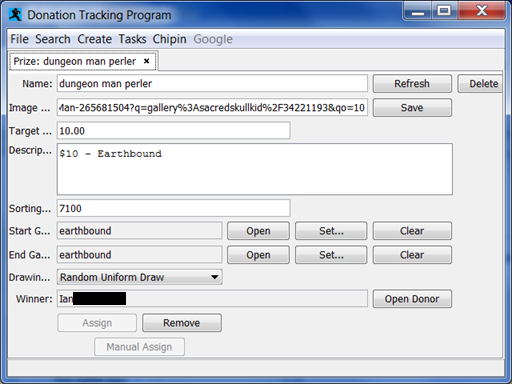 Donation Tracking Program
File Search Create Tasks Chipin Google
Prize: dungeon man perler
Name: dungeon man perler Refresh Delete
Image ... Man-265681504?q=gallery%3Asacredskullkid%2F34221193&qo=10 Save
Target ... 10.00
Descrip... $10 - Earthbound
Sorting... 7100
Start G... earthbound Open Set... Clear
End Ga... earthbound Open Set... Clear
Drawin... Random Uniform Draw
Winner: Ian Open Donor
Assign Remove
Manual Assign